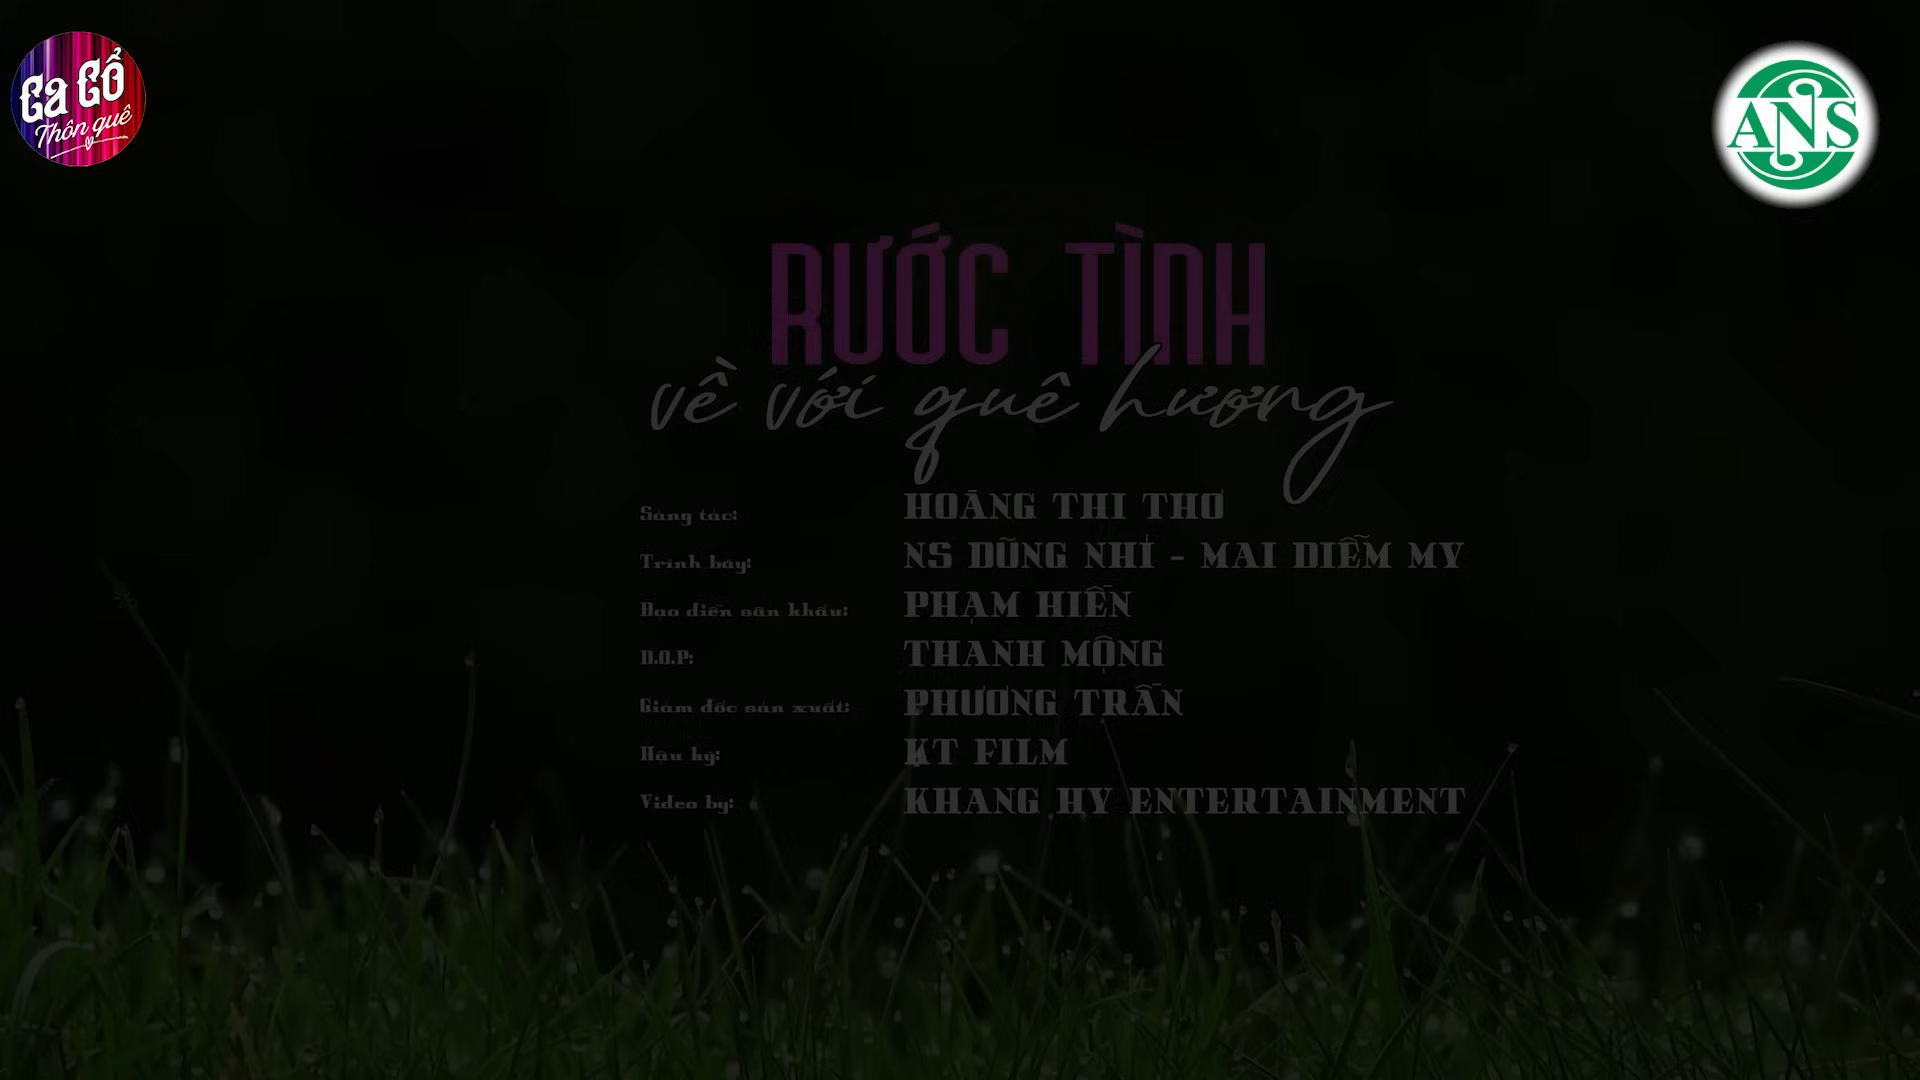 Ca Cổ
Thôn quê
ANS
RƯỚC TÌNH
về với quê hương
Sáng tác: HOÀNG THI THƠ
Trình bày: NS DŨNG NHÍ - MAI DIỄM MY
Đạo diễn sân khấu: PHẠM HIỀN
D.O.P: THANH MỘNG
Giám đốc sản xuất: PHƯƠNG TRẦN
Hậu kỳ: KT FILM
Video by: KHANG HY ENTERTAINMENT